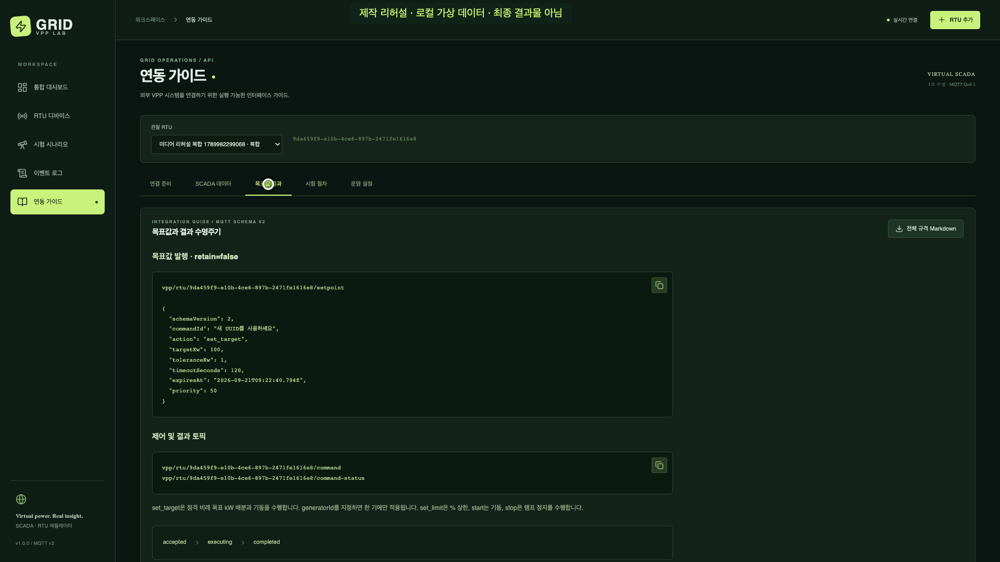 제작 리허설 · 로컬 가상 데이터 · 최종 결과물 아님
GRID
VPP LAB
WORKSPACE
통합 대시보드
RTU 디바이스
시험 시나리오
이벤트 로그
연동 가이드
Virtual power. Real insight.
SCADA · RTU 에뮬레이터
v1.0.0 / MQTT v2
워크스페이스
연동 가이드
실시간 연결
RTU 추가
GRID OPERATIONS / API
연동 가이드
외부 VPP 시스템을 연결하기 위한 실행 가능한 인터페이스 가이드.
VIRTUAL SCADA
1초 수집 · MQTT QoS 1
관찰 RTU
미디어 리허설 복합 1789982299068 · 복합
9da459f9-e10b-4ce6-897b-2471fe1616e8
연결 준비
SCADA 데이터
목표값·결과
시험 절차
운영 설정
INTEGRATION GUIDE / MQTT SCHEMA V2
목표값과 결과 수명주기
전체 규격 Markdown
목표값 발행 · retain=false
vpp/rtu/9da459f9-e10b-4ce6-897b-2471fe1616e8/setpoint
{
"schemaVersion": 2,
"commandId": "새 UUID를 사용하세요",
"action": "set_target",
"targetKw": 100,
"toleranceKw": 1,
"timeoutSeconds": 120,
"expiresAt": "2026-09-21T09:22:40.794Z",
"priority": 50
}
제어 및 결과 토픽
vpp/rtu/9da459f9-e10b-4ce6-897b-2471fe1616e8/command
vpp/rtu/9da459f9-e10b-4ce6-897b-2471fe1616e8/command-status
set_target은 정격 비례 목표 kW 배분과 기동을 수행합니다. generatorId를 지정하면 한 기에만 적용됩니다. set_limit은 % 상한, start는 기동, stop은 램프 정지를 수행합니다.
accepted
executing
completed